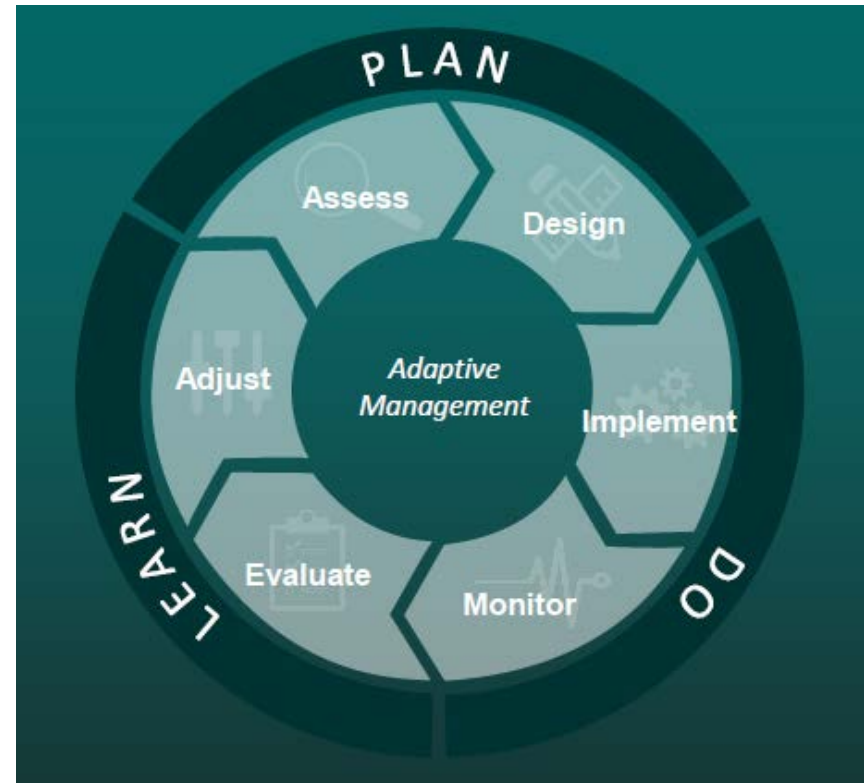 PLAN
Assess
Design
Adjust
Adaptive
Management
Implement
Evaluate
Monitor
LEARN
DO